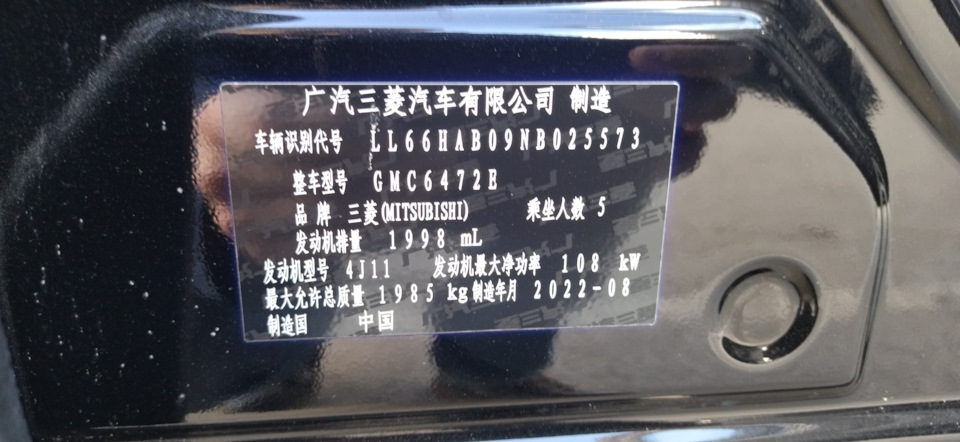 广汽三菱汽车有限公司 制造
车辆识别代号 LL66HAB09NB025573
整车型号 GMC6472E
品牌 三菱(MITSUBISHI) 乘坐人数 5
发动机排量 1998 mL
发动机型号 4J11 发动机最大净功率 108 kW
最大允许总质量 1985 kg 制造年月 2022-08
制造国 中国